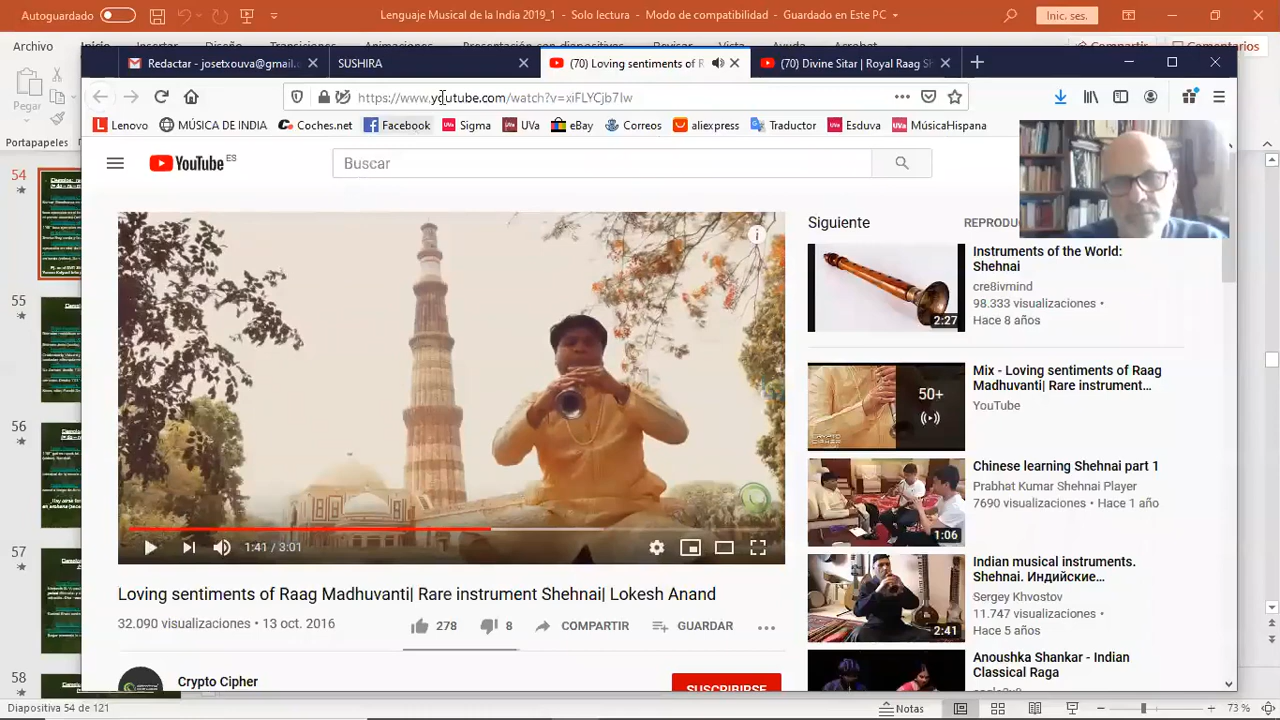 Autoguardado
Lenguaje Musical de la India 2019_1 - Solo lectura - Modo de compatibilidad - Guardado en Este PC
Inic. ses.
Archivo
Compartir
Comentarios
Redactar - josetxouva@gmail.
SUSHIRA
(70) Loving sentiments of R
(70) Divine Sitar | Royal Raag S
https://www.youtube.com/watch?v=xiFLYCjb7Iw
Pegar
Lenovo
MÚSICA DE INDIA
Coches.net
Facebook
Sigma
UVa
eBay
Correos
aliexpress
Traductor
Esduva
MúsicaHispana
Portapapeles
YouTube ES
Buscar
54
55
56
57
58
Siguiente
REPRODUC
Instruments of the World:
Shehnai
cre8ivmind
98.333 visualizaciones •
Hace 8 años
2:27
Mix - Loving sentiments of Raag
Madhuvanti| Rare instrument…
YouTube
50+
Chinese learning Shehnai part 1
Prabhat Kumar Shehnai Player
7690 visualizaciones • Hace 1 año
1:06
Indian musical instruments.
Shehnai. Индийские…
Sergey Khvostov
11.747 visualizaciones •
Hace 5 años
2:41
Anoushka Shankar - Indian
Classical Raga
1:41 / 3:01
Loving sentiments of Raag Madhuvanti| Rare instrument Shehnai| Lokesh Anand
32.090 visualizaciones • 13 oct. 2016
278
8
COMPARTIR
GUARDAR
Crypto Cipher
SUSCRIBIRSE
Diapositiva 54 de 121
Notas
73 %